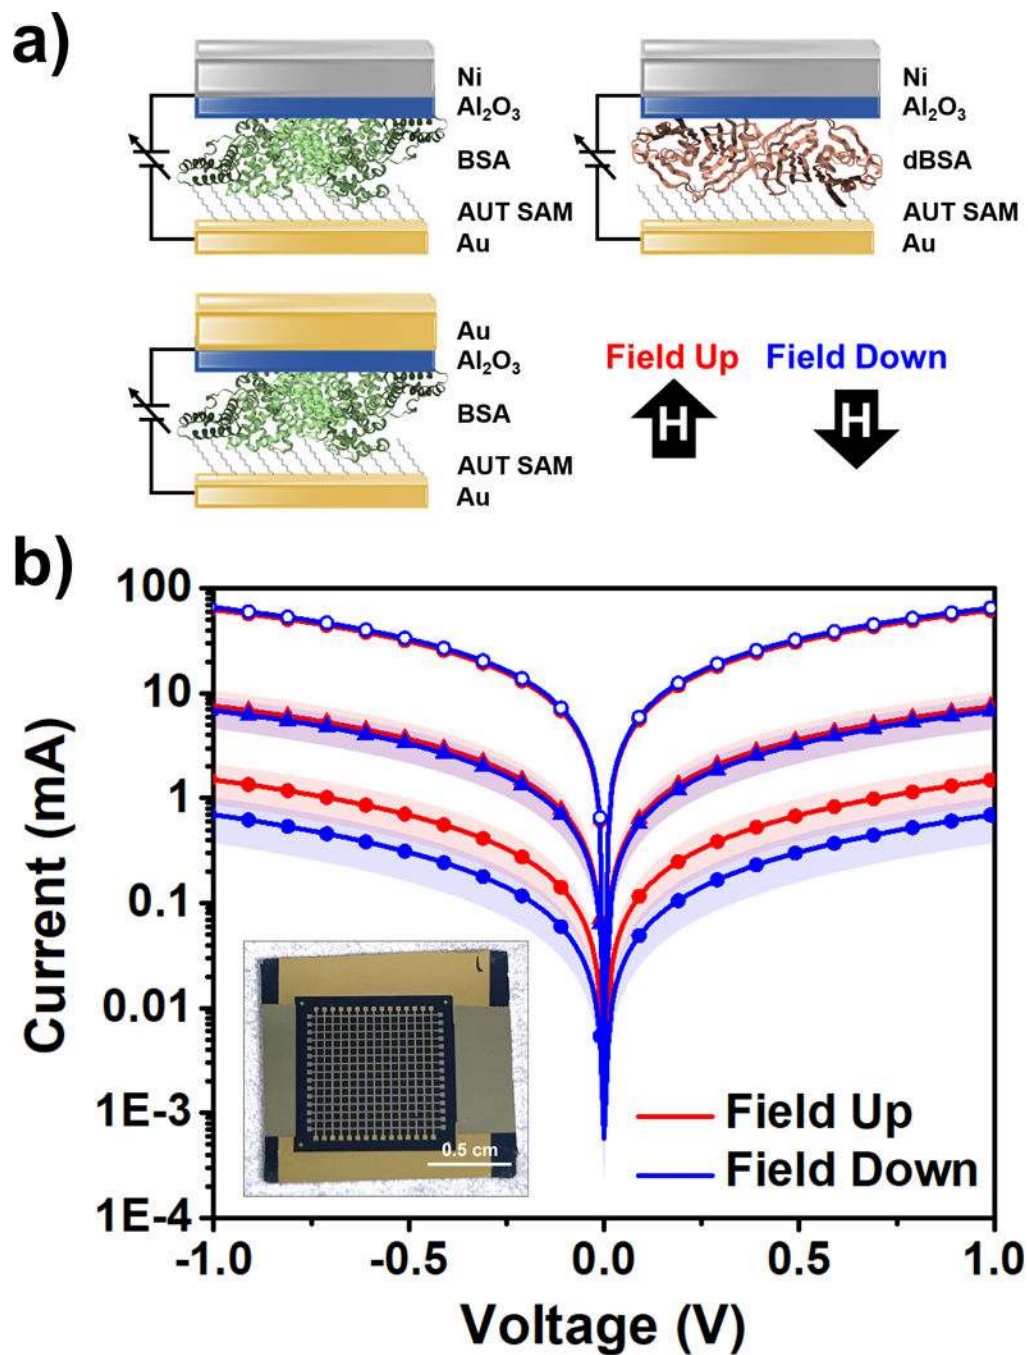 a)
Ni
Al₂O₃
BSA
AUT SAM
Au
Ni
Al₂O₃
dBSA
AUT SAM
Au
Au
Al₂O₃
BSA
AUT SAM
Au
Field Up
Field Down
H
H
b)
100
10
1
0.1
0.01
1E-3
1E-4
Current (mA)
0.5 cm
Field Up
Field Down
-1.0
-0.5
0.0
0.5
1.0
Voltage (V)